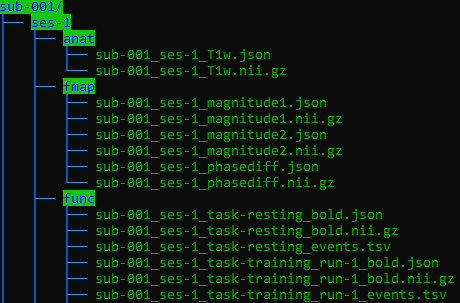 sub-001/
ses-1
anat
sub-001_ses-1_T1w.json
sub-001_ses-1_T1w.nii.gz
fmap
sub-001_ses-1_magnitude1.json
sub-001_ses-1_magnitude1.nii.gz
sub-001_ses-1_magnitude2.json
sub-001_ses-1_magnitude2.nii.gz
sub-001_ses-1_phasediff.json
sub-001_ses-1_phasediff.nii.gz
func
sub-001_ses-1_task-resting_bold.json
sub-001_ses-1_task-resting_bold.nii.gz
sub-001_ses-1_task-resting_events.tsv
sub-001_ses-1_task-training_run-1_bold.json
sub-001_ses-1_task-training_run-1_bold.nii.gz
sub-001_ses-1_task-training_run-1_events.tsv